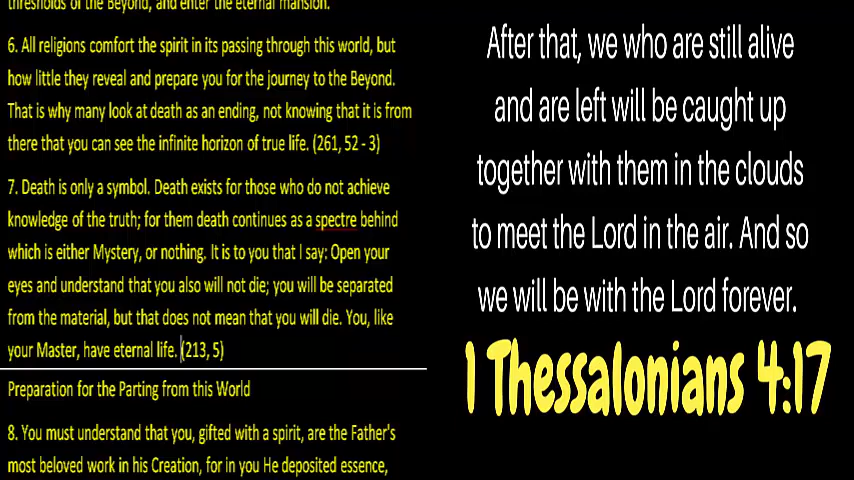 thresholds of the Beyond, and enter the eternal mansion.
6. All religions comfort the spirit in its passing through this world, but
how little they reveal and prepare you for the journey to the Beyond.
That is why many look at death as an ending, not knowing that it is from
there that you can see the infinite horizon of true life. (261, 52 - 3)
7. Death is only a symbol. Death exists for those who do not achieve
knowledge of the truth; for them death continues as a spectre behind
which is either Mystery, or nothing. It is to you that I say: Open your
eyes and understand that you also will not die; you will be separated
from the material, but that does not mean that you will die. You, like
your Master, have eternal life. (213, 5)
Preparation for the Parting from this World
8. You must understand that you, gifted with a spirit, are the Father's
most beloved work in his Creation, for in you He deposited essence,
After that, we who are still alive
and are left will be caught up
together with them in the clouds
to meet the Lord in the air. And so
we will be with the Lord forever.
1 Thessalonians 4:17